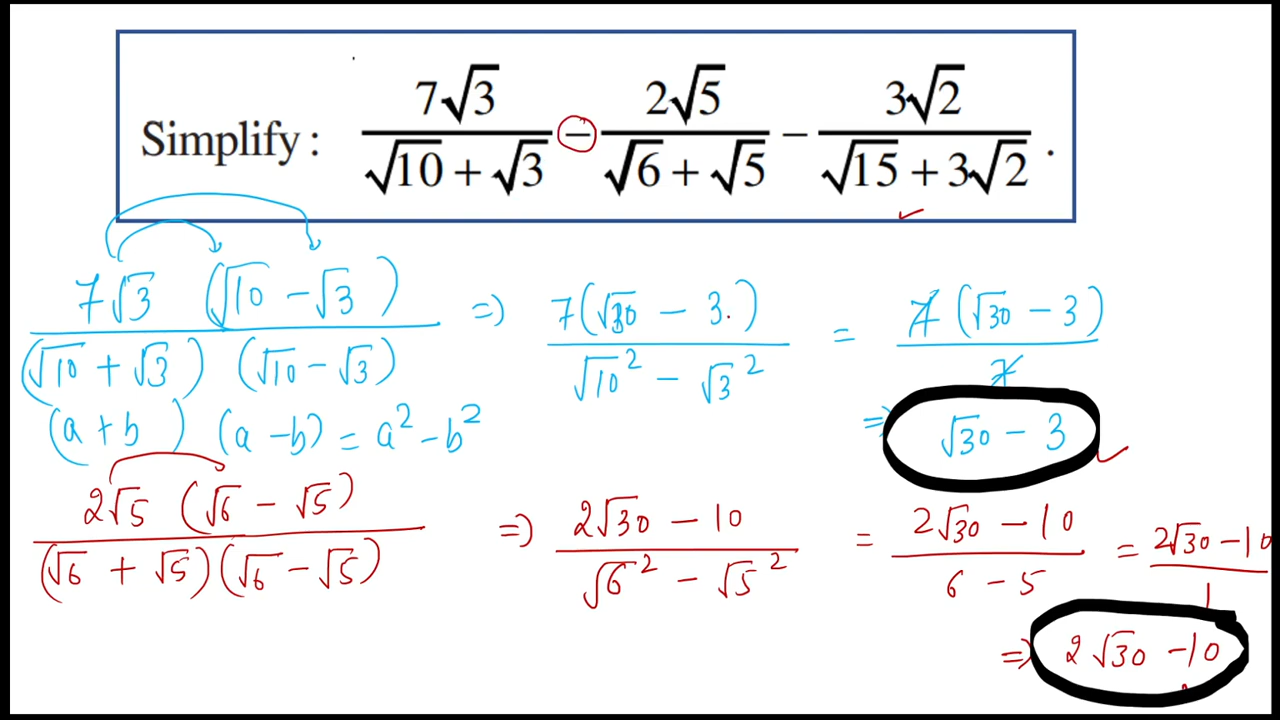 Simplify : 7√3/(√10 + √3) − 2√5/(√6 + √5) − 3√2/(√15 + 3√2) .
7√3 (√10 − √3)/(√10 + √3) (√10 − √3) => 7(√30 − 3.)/(√10² − √3²) = 7 (√30 − 3)/7
(a + b) (a − b) = a² − b² => √30 − 3
2√5 (√6 − √5)/(√6 + √5)(√6 − √5) => (2√30 − 10)/(√6² − √5²) = (2√30 − 10)/(6 − 5) = (2√30 − 10)/1
=> 2√30 − 10